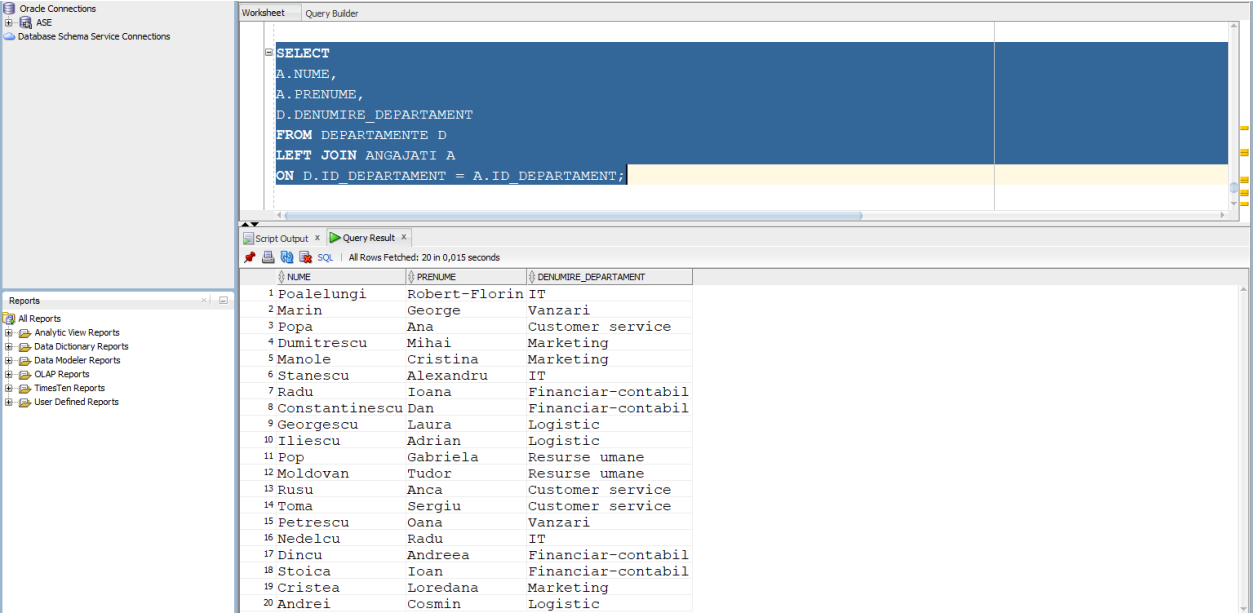 Oracle Connections
ASE
Database Schema Service Connections
Worksheet Query Builder
SELECT
A.NUME,
A.PRENUME,
D.DENUMIRE_DEPARTAMENT
FROM DEPARTAMENTE D
LEFT JOIN ANGAJATI A
ON D.ID_DEPARTAMENT = A.ID_DEPARTAMENT;
Script Output x Query Result x
SQL | All Rows Fetched: 20 in 0,015 seconds
NUME PRENUME DENUMIRE_DEPARTAMENT
1 Poalelungi Robert-Florin IT
2 Marin George Vanzari
3 Popa Ana Customer service
4 Dumitrescu Mihai Marketing
5 Manole Cristina Marketing
6 Stanescu Alexandru IT
7 Radu Ioana Financiar-contabil
8 Constantinescu Dan Financiar-contabil
9 Georgescu Laura Logistic
10 Iliescu Adrian Logistic
11 Pop Gabriela Resurse umane
12 Moldovan Tudor Resurse umane
13 Rusu Anca Customer service
14 Toma Sergiu Customer service
15 Petrescu Oana Vanzari
16 Nedelcu Radu IT
17 Dincu Andreea Financiar-contabil
18 Stoica Ioan Financiar-contabil
19 Cristea Loredana Marketing
20 Andrei Cosmin Logistic
Reports
All Reports
Analytic View Reports
Data Dictionary Reports
Data Modeler Reports
OLAP Reports
TimesTen Reports
User Defined Reports